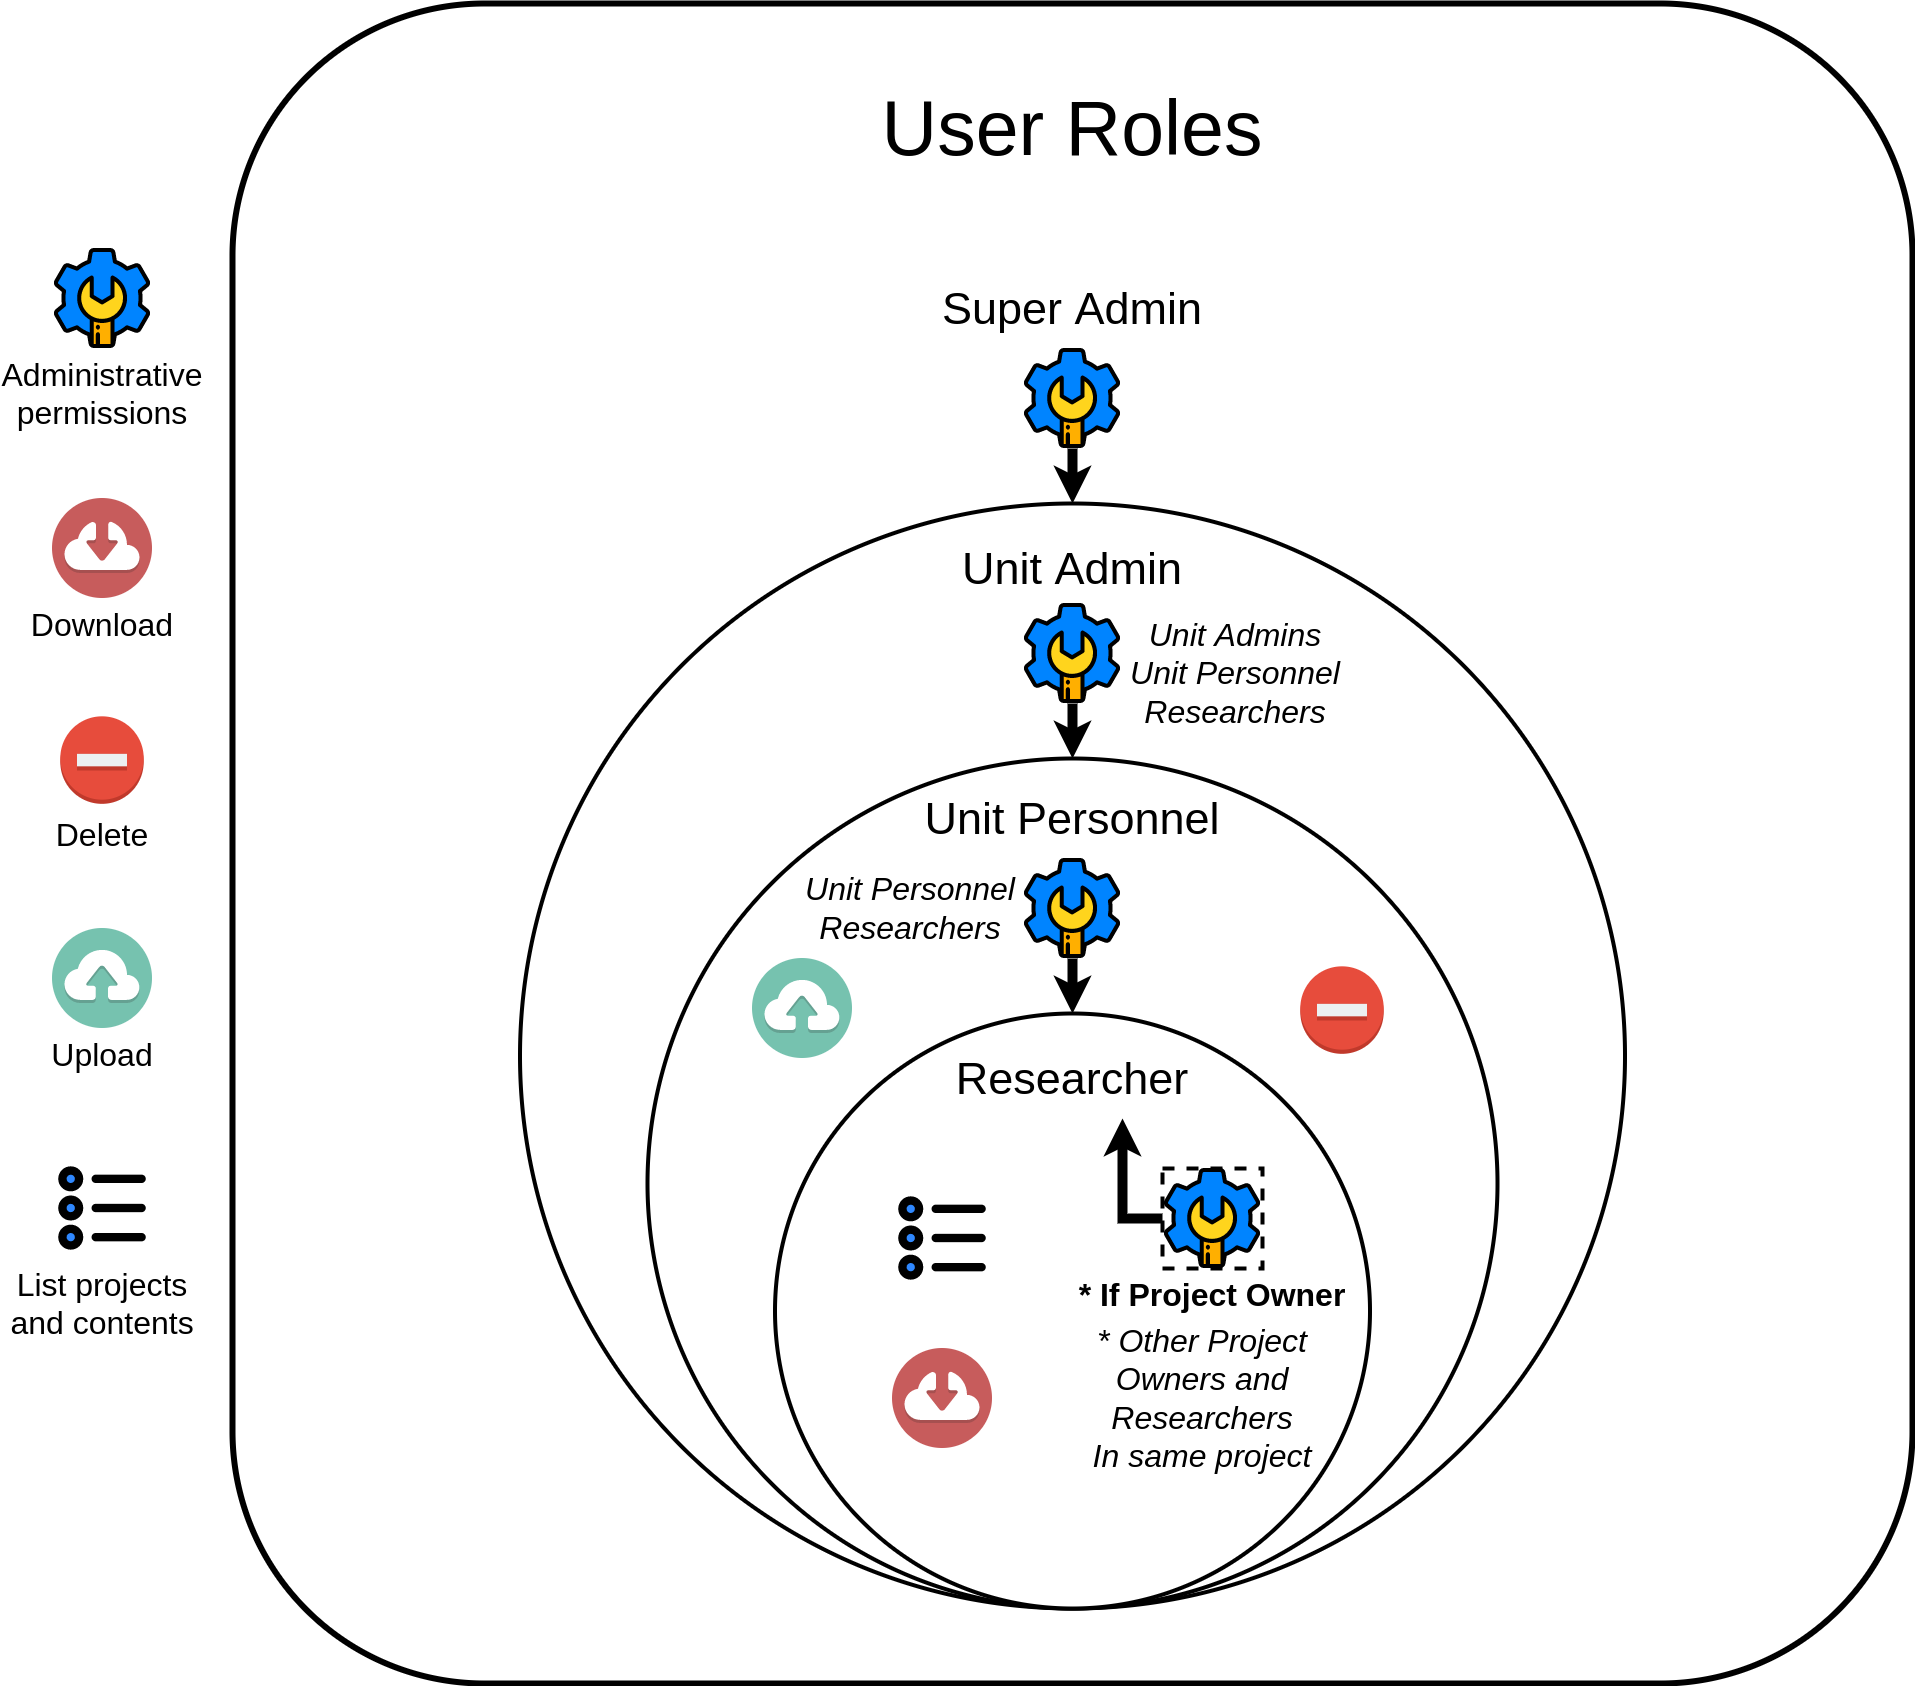 User Roles
Administrative
permissions
Download
Delete
Upload
List projects
and contents
Super Admin
Unit Admin
Unit Admins
Unit Personnel
Researchers
Unit Personnel
Unit Personnel
Researchers
Researcher
* If Project Owner
* Other Project
Owners and
Researchers
In same project